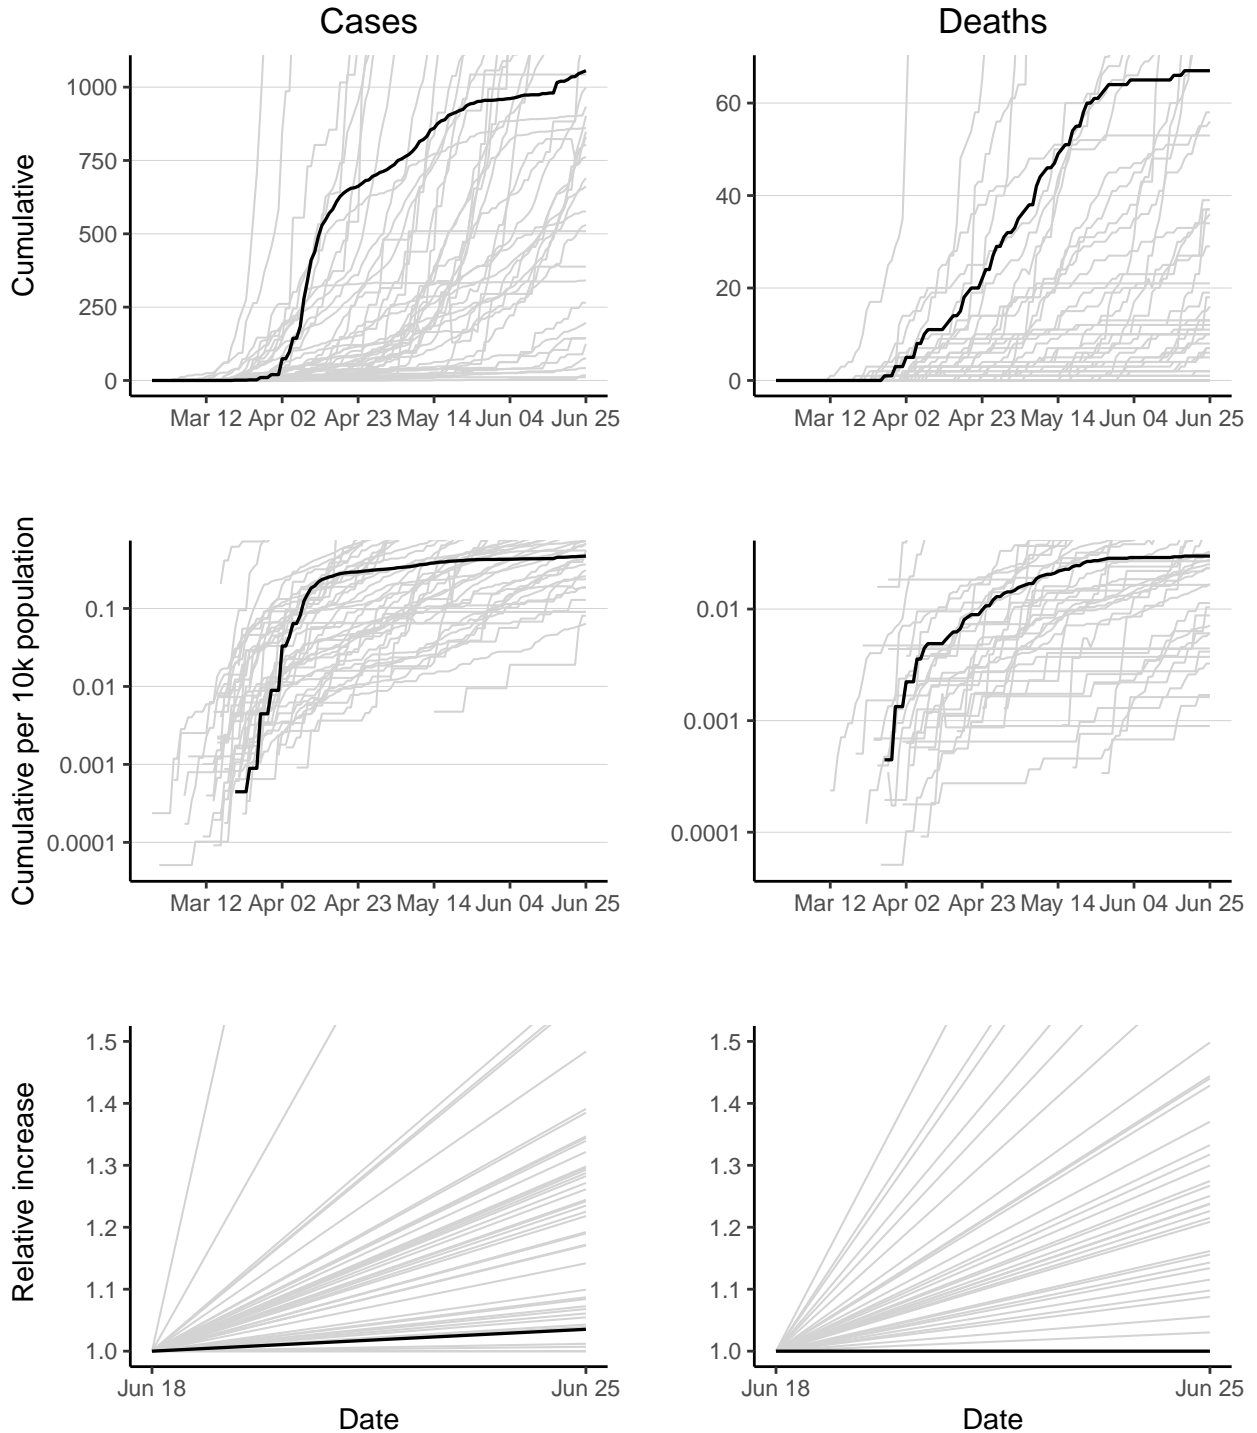 Cases
Deaths
Cumulative
1000
750
500
250
0
Mar 12 Apr 02 Apr 23 May 14 Jun 04 Jun 25
60
40
20
0
Mar 12 Apr 02 Apr 23 May 14 Jun 04 Jun 25
Cumulative per 10k population
0.1
0.01
0.001
0.0001
Mar 12 Apr 02 Apr 23 May 14 Jun 04 Jun 25
0.01
0.001
0.0001
Mar 12 Apr 02 Apr 23 May 14 Jun 04 Jun 25
Relative increase
1.5
1.4
1.3
1.2
1.1
1.0
Jun 18 Jun 25
Date
1.5
1.4
1.3
1.2
1.1
1.0
Jun 18 Jun 25
Date